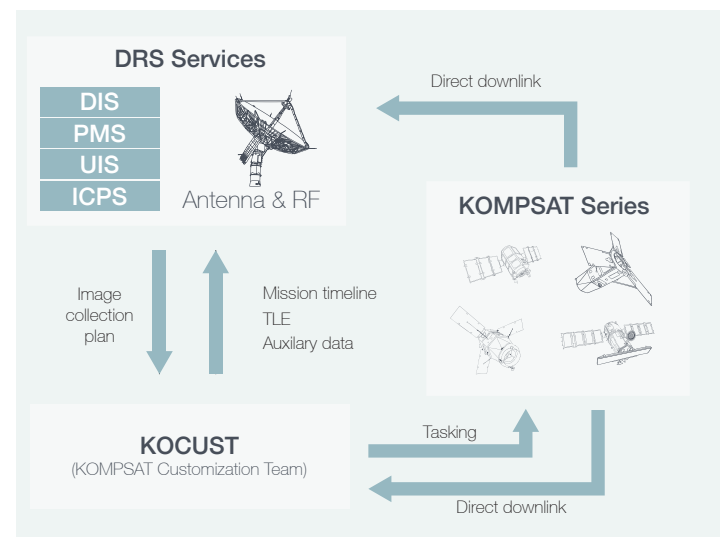 DRS Services
DIS
PMS
UIS
ICPS
Antenna & RF
Direct downlink
KOMPSAT Series
Image
collection
plan
Mission timeline
TLE
Auxilary data
KOCUST
(KOMPSAT Customization Team)
Tasking
Direct downlink